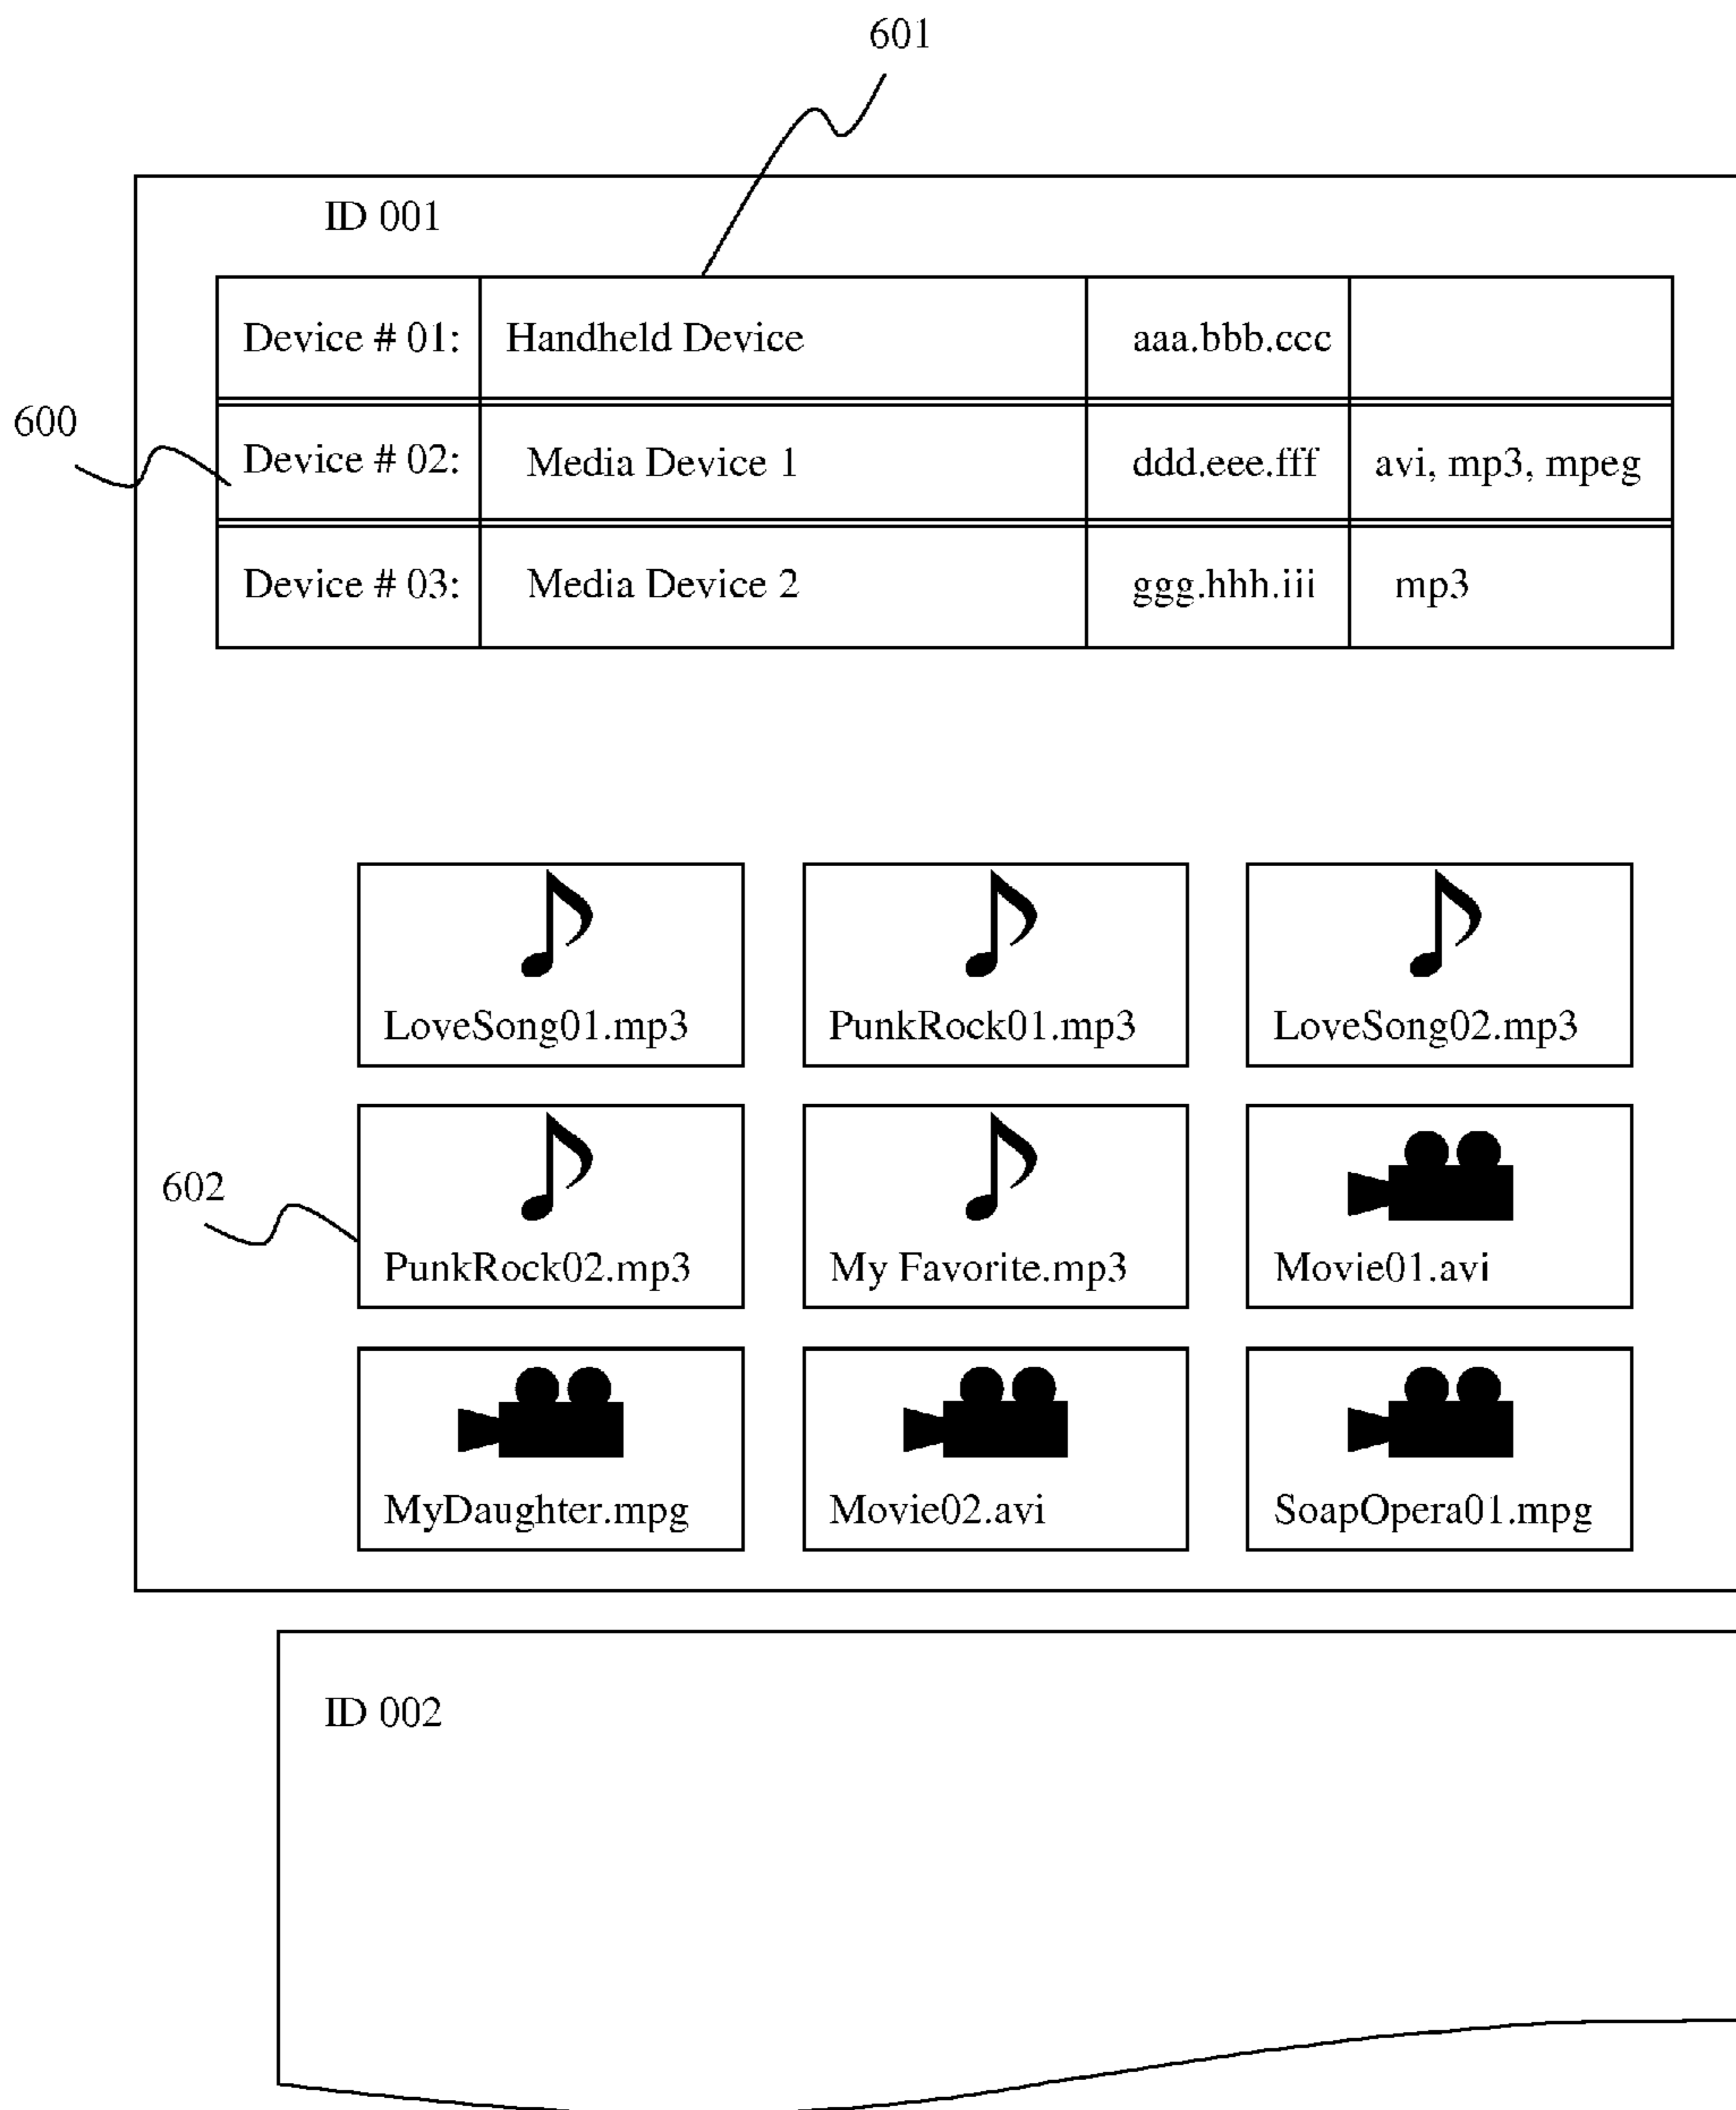 601
ID 001
Device # 01: Handheld Device aaa.bbb.ccc
600
Device # 02: Media Device 1 ddd.eee.fff avi, mp3, mpeg
Device # 03: Media Device 2 ggg.hhh.iii mp3
LoveSong01.mp3 PunkRock01.mp3 LoveSong02.mp3
602
PunkRock02.mp3 My Favorite.mp3 Movie01.avi
MyDaughter.mpg Movie02.avi SoapOpera01.mpg
ID 002